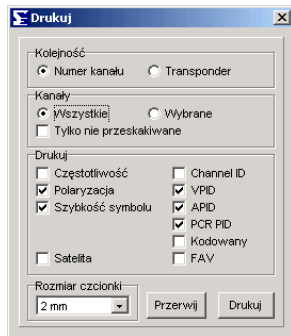 Drukuj
Kolejność
Numer kanału Transponder
Kanały
Wszystkie Wybrane
Tylko nie przeskakiwane
Drukuj
Częstotliwość Channel ID
Polaryzacja VPID
Szybkość symbolu APID
PCR PID
Kodowany
Satelita FAV
Rozmiar czcionki
2 mm Przerwij Drukuj